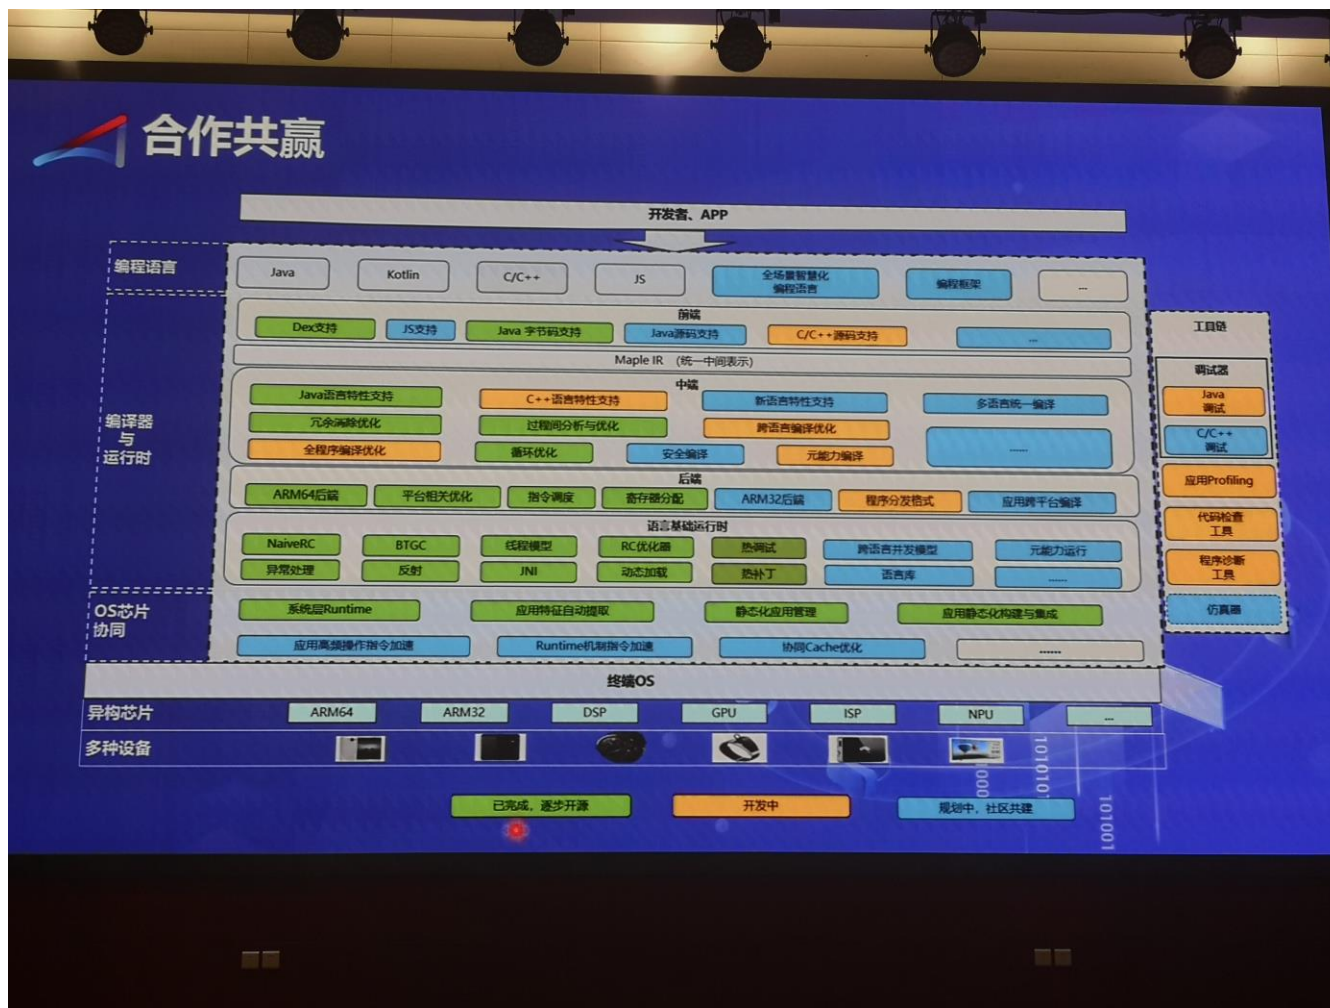 合作共赢
开发者、APP
编程语言
Java
Kotlin
C/C++
JS
全场景智慧化
编程语言
编程框架
...
编译器
与
运行时
前端
Dex支持
JS支持
Java 字节码支持
Java源码支持
C/C++源码支持
...
Maple IR （统一中间表示）
中端
Java语言特性支持
C++语言特性支持
新语言特性支持
多语言统一编译
冗余消除优化
过程间分析与优化
跨语言编译优化
......
全程序编译优化
循环优化
安全编译
元能力编译
后端
ARM64后端
平台相关优化
指令调度
寄存器分配
ARM32后端
程序分发格式
应用跨平台编译
语言基础运行时
NaiveRC
BTGC
线程模型
RC优化器
热调试
跨语言并发模型
元能力运行
异常处理
反射
JNI
动态加载
热补丁
语言库
......
OS芯片
协同
系统层Runtime
应用特征自动提取
静态化应用管理
应用静态化构建与集成
应用高频操作指令加速
Runtime机制指令加速
协同Cache优化
......
工具链
调试器
Java
调试
C/C++
调试
应用Profiling
代码检查
工具
程序诊断
工具
仿真器
终端OS
异构芯片
ARM64
ARM32
DSP
GPU
ISP
NPU
...
多种设备
已完成，逐步开源
开发中
规划中，社区共建